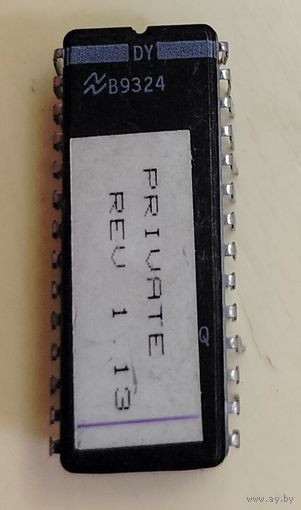 DY
B9324
PRIVATE
REV 1.13
Q
www.ay.by